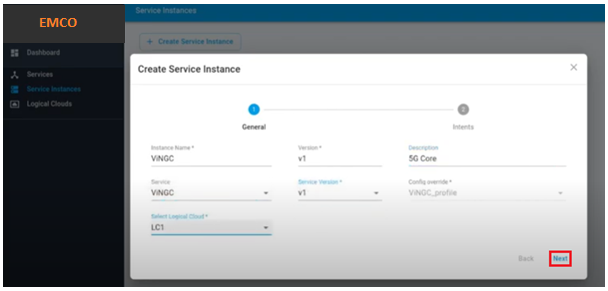 EMCO
Service Instances
Dashboard
Services
Service Instances
Logical Clouds
+ Create Service Instance
Create Service Instance
1
2
General
Intents
Instance Name *
ViNGC
Version *
v1
Description
5G Core
Service
ViNGC
Service Version *
v1
Config override *
ViNGC_profile
Select Logical Cloud *
LC1
Back
Next